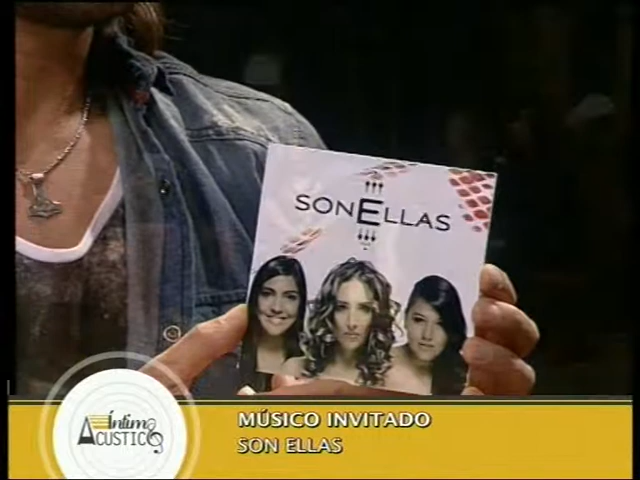 SONELLAS
Íntimo
ACUSTICO
MÚSICO INVITADO
SON ELLAS